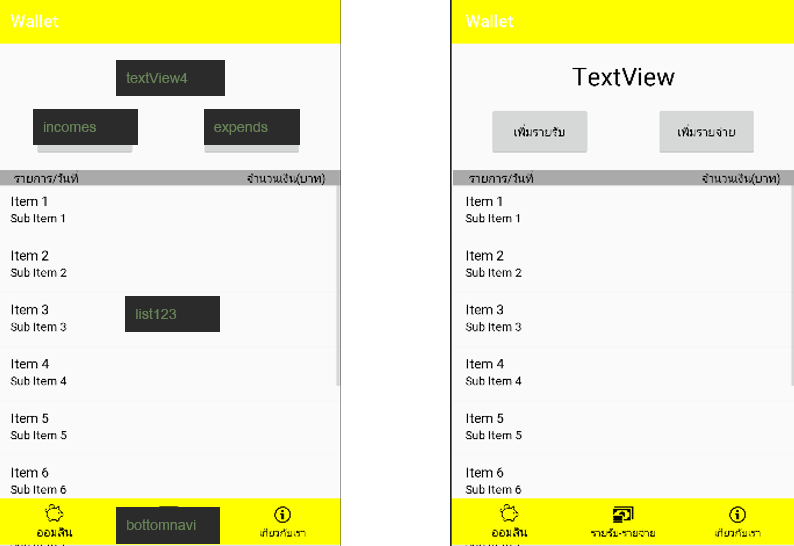 Wallet
textView4
incomes
expends
รายการ/วันที่
จำนวนเงิน(บาท)
Item 1
Sub Item 1
Item 2
Sub Item 2
Item 3
Sub Item 3
list123
Item 4
Sub Item 4
Item 5
Sub Item 5
Item 6
Sub Item 6
ออมสิน
bottomnavi
เกี่ยวกับเรา
Wallet
TextView
เพิ่มรายรับ
เพิ่มรายจ่าย
รายการ/วันที่
จำนวนเงิน(บาท)
Item 1
Sub Item 1
Item 2
Sub Item 2
Item 3
Sub Item 3
Item 4
Sub Item 4
Item 5
Sub Item 5
Item 6
Sub Item 6
ออมสิน
รายรับ-รายจ่าย
เกี่ยวกับเรา